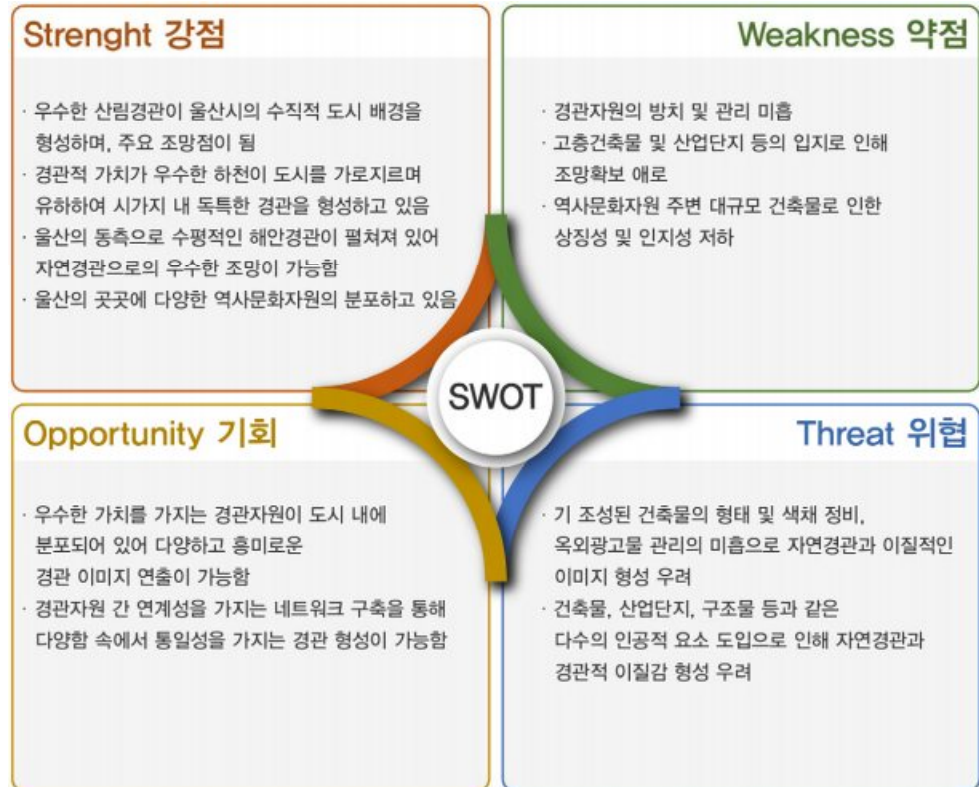 Strenght 강점
· 우수한 산림경관이 울산시의 수직적 도시 배경을
형성하며, 주요 조망점이 됨
· 경관적 가치가 우수한 하천이 도시를 가로지르며
유하하여 시가지 내 독특한 경관을 형성하고 있음
· 울산의 동측으로 수평적인 해안경관이 펼쳐져 있어
자연경관으로의 우수한 조망이 가능함
· 울산의 곳곳에 다양한 역사문화자원의 분포하고 있음
Weakness 약점
· 경관자원의 방치 및 관리 미흡
· 고층건축물 및 산업단지 등의 입지로 인해
조망확보 애로
· 역사문화자원 주변 대규모 건축물로 인한
상징성 및 인지성 저하
SWOT
Opportunity 기회
· 우수한 가치를 가지는 경관자원이 도시 내에
분포되어 있어 다양하고 흥미로운
경관 이미지 연출이 가능함
· 경관자원 간 연계성을 가지는 네트워크 구축을 통해
다양함 속에서 통일성을 가지는 경관 형성이 가능함
Threat 위협
· 기 조성된 건축물의 형태 및 색채 정비,
옥외광고물 관리의 미흡으로 자연경관과 이질적인
이미지 형성 우려
· 건축물, 산업단지, 구조물 등과 같은
다수의 인공적 요소 도입으로 인해 자연경관과
경관적 이질감 형성 우려